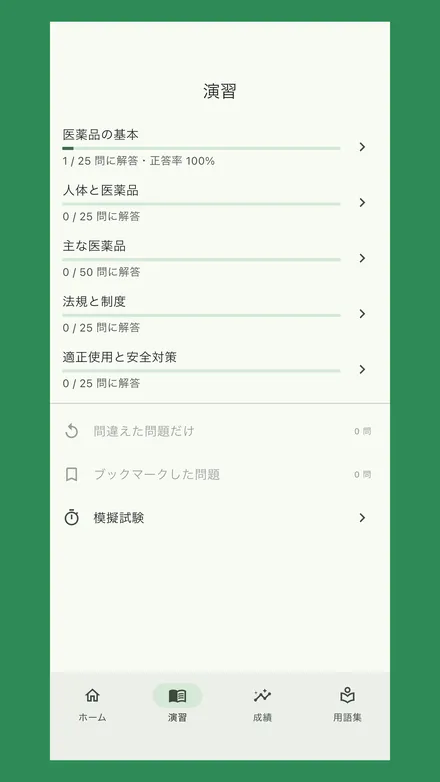 演習
医薬品の基本
1 / 25 問に解答・正答率 100%
人体と医薬品
0 / 25 問に解答
主な医薬品
0 / 50 問に解答
法規と制度
0 / 25 問に解答
適正使用と安全対策
0 / 25 問に解答
間違えた問題だけ 0 問
ブックマークした問題 0 問
模擬試験
ホーム 演習 成績 用語集